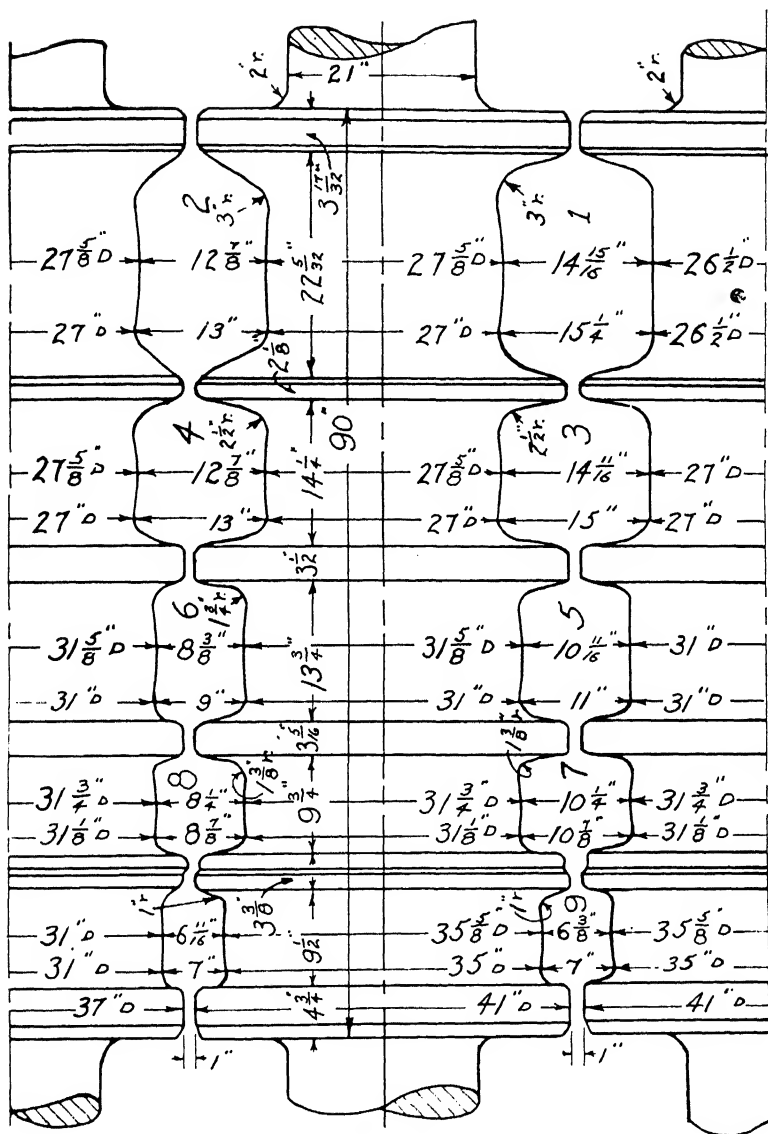 2" r.
21"
2" r.
3 17/32"
2
3" r.
3" r.
1
27 5/8" D
12 7/8"
22 5/32"
27 5/8" D
14 15/16"
26 1/2" D
27" D
13"
27" D
15 1/4"
26 1/2" D
2 1/8"
90"
4
2 1/2" r.
2 1/2" r.
3
27 5/8" D
12 7/8"
14 1/4"
27 5/8" D
14 11/16"
27" D
27" D
13"
27" D
15"
27" D
3 1/2"
6
1 3/4" r.
5
31 5/8" D
8 3/8"
13 3/4"
31 5/8" D
10 11/16"
31" D
31" D
9"
31" D
11"
31" D
3 5/16"
8
1 3/8" r.
1 3/8" r.
7
31 3/4" D
8 1/4"
9 3/4"
31 3/4" D
10 1/4"
31 3/4" D
31 1/8" D
8 7/8"
31 1/8" D
10 7/8"
31 1/8" D
1" r.
3 3/8"
1" r.
9
31" D
6 11/16"
9 1/2"
35 5/8" D
6 3/8"
35 5/8" D
31" D
7"
35" D
7"
35" D
37" D
4 3/4"
41" D
41" D
1"
1"